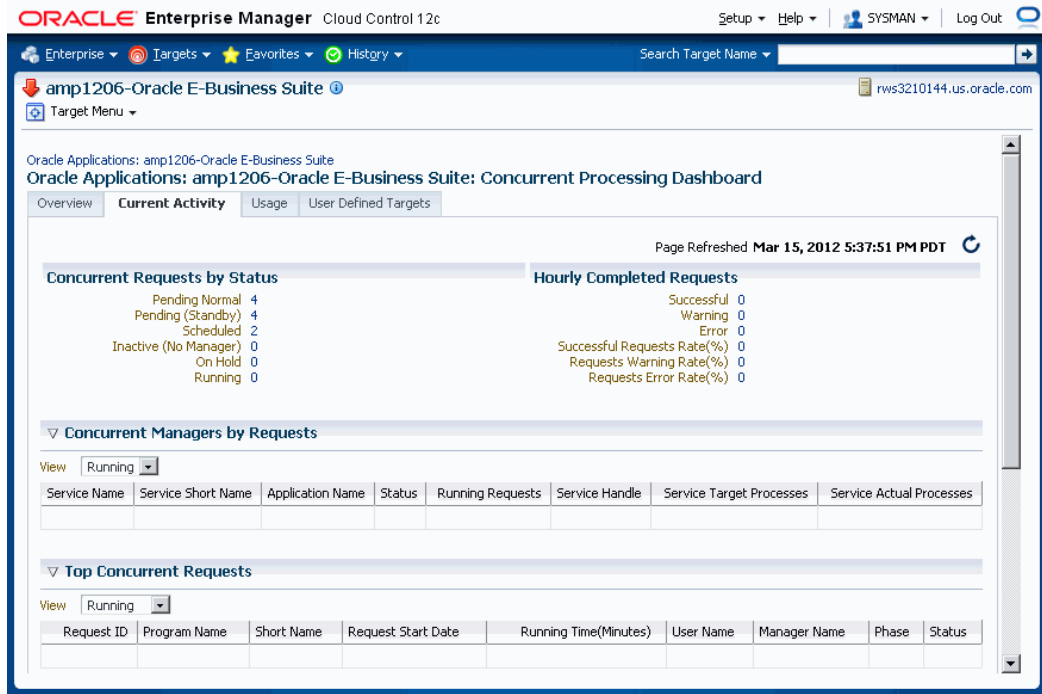 ORACLE Enterprise Manager Cloud Control 12c
Setup Help SYSMAN Log Out
Enterprise Targets Favorites History Search Target Name
amp1206-Oracle E-Business Suite rws3210144.us.oracle.com
Target Menu
Oracle Applications: amp1206-Oracle E-Business Suite
Oracle Applications: amp1206-Oracle E-Business Suite: Concurrent Processing Dashboard
Overview Current Activity Usage User Defined Targets
Page Refreshed Mar 15, 2012 5:37:51 PM PDT
Concurrent Requests by Status
Pending Normal 4
Pending (Standby) 4
Scheduled 2
Inactive (No Manager) 0
On Hold 0
Running 0
Hourly Completed Requests
Successful 0
Warning 0
Error 0
Successful Requests Rate(%) 0
Requests Warning Rate(%) 0
Requests Error Rate(%) 0
Concurrent Managers by Requests
View Running
Service Name Service Short Name Application Name Status Running Requests Service Handle Service Target Processes Service Actual Processes
Top Concurrent Requests
View Running
Request ID Program Name Short Name Request Start Date Running Time(Minutes) User Name Manager Name Phase Status